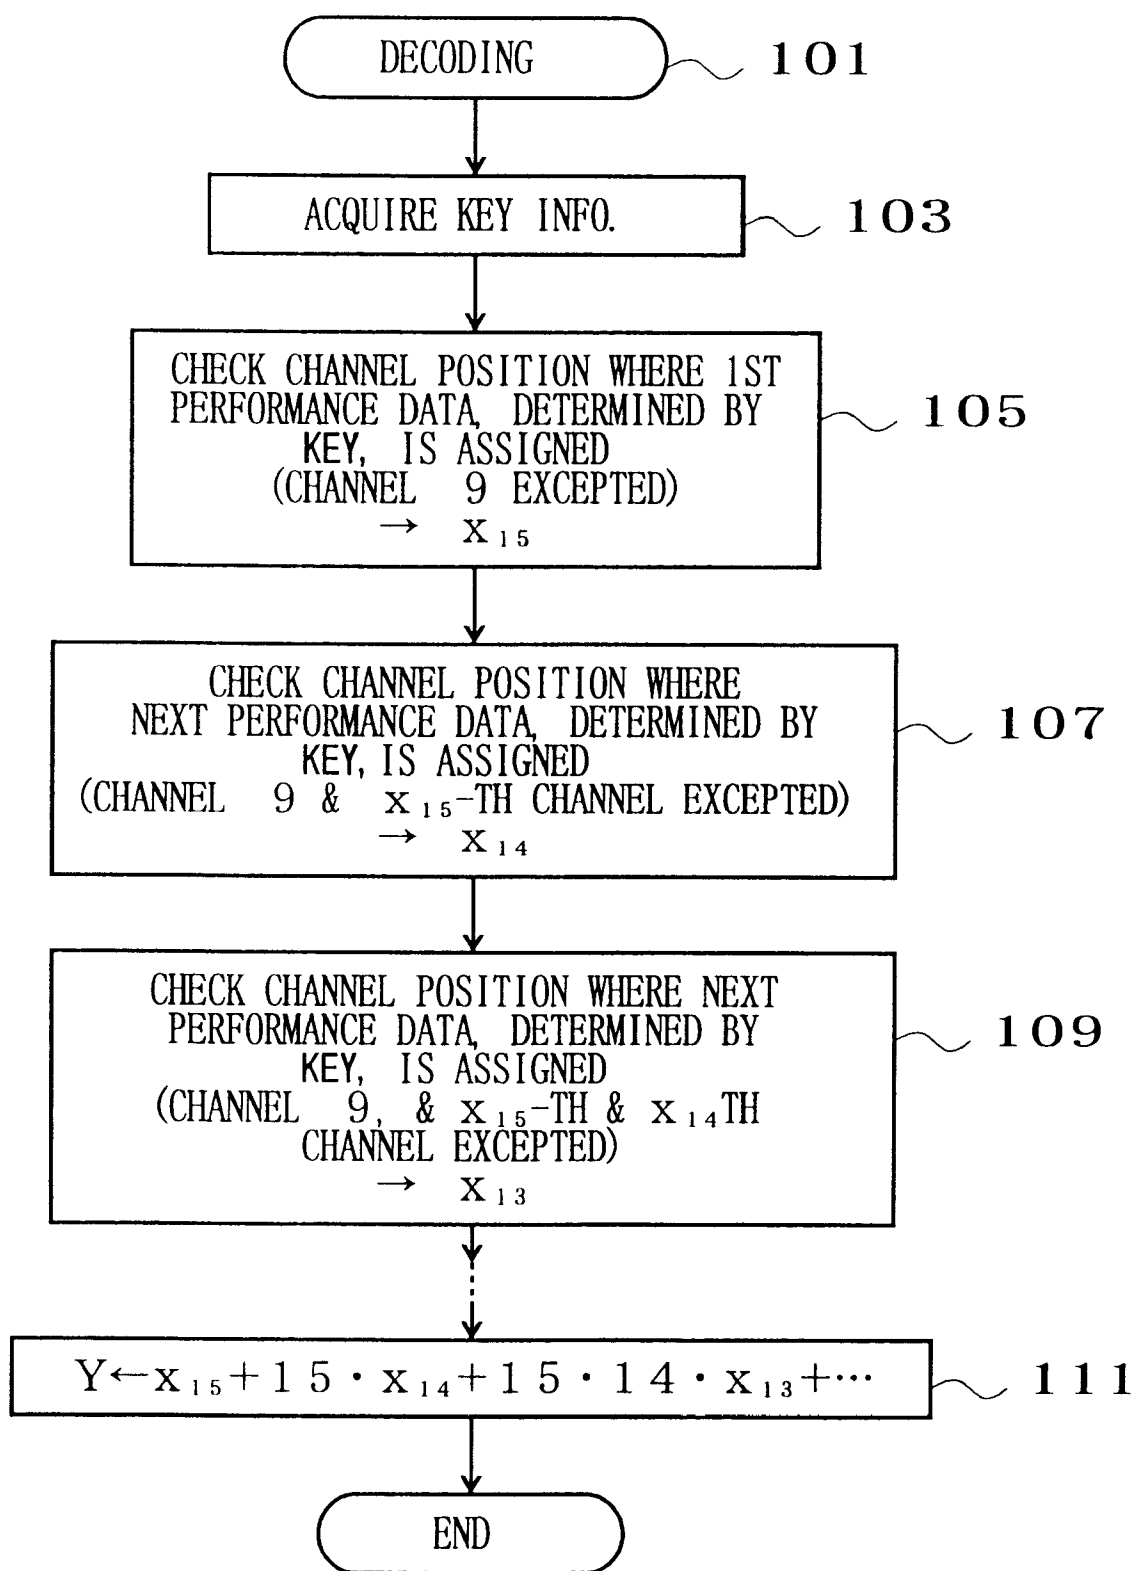 DECODING
101
ACQUIRE KEY INFO.
103
CHECK CHANNEL POSITION WHERE 1ST
PERFORMANCE DATA, DETERMINED BY
KEY, IS ASSIGNED
(CHANNEL 9 EXCEPTED)
→ x₁₅
105
CHECK CHANNEL POSITION WHERE
NEXT PERFORMANCE DATA, DETERMINED BY
KEY, IS ASSIGNED
(CHANNEL 9 & x₁₅-TH CHANNEL EXCEPTED)
→ x₁₄
107
CHECK CHANNEL POSITION WHERE NEXT
PERFORMANCE DATA, DETERMINED BY
KEY, IS ASSIGNED
(CHANNEL 9, & x₁₅-TH & x₁₄TH
CHANNEL EXCEPTED)
→ x₁₃
109
Y←x₁₅+15・x₁₄+15・14・x₁₃+⋯
111
END